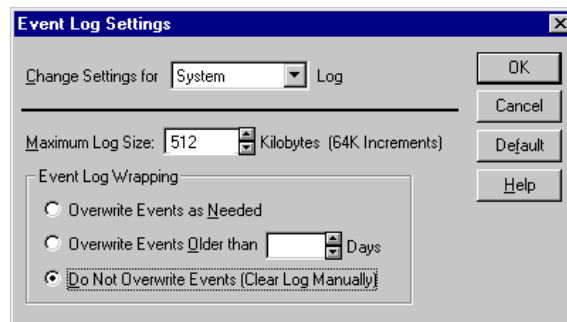 Event Log Settings
Change Settings for System Log
OK
Cancel
Maximum Log Size: 512 Kilobytes (64K Increments)
Default
Event Log Wrapping
Help
Overwrite Events as Needed
Overwrite Events Older than Days
Do Not Overwrite Events (Clear Log Manually)